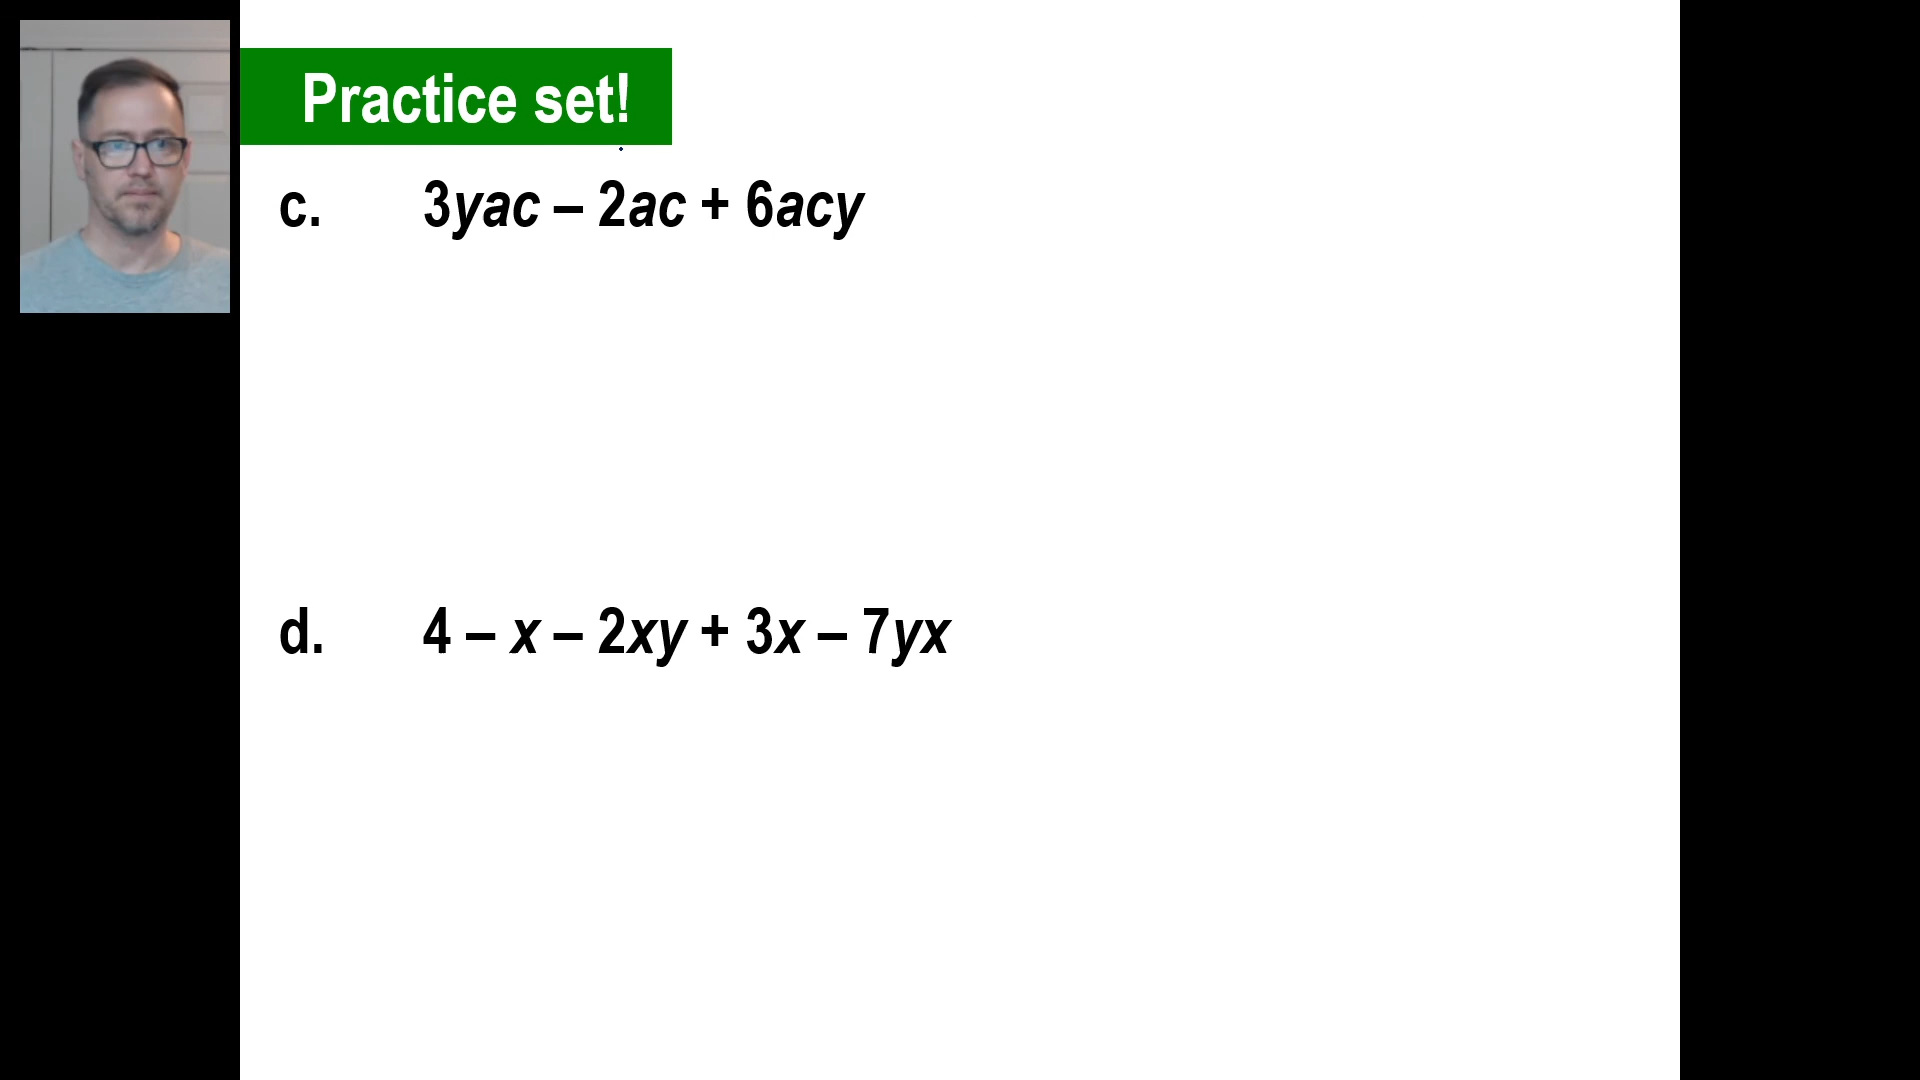 Practice set!
c. 3yac – 2ac + 6acy
d. 4 – x – 2xy + 3x – 7yx